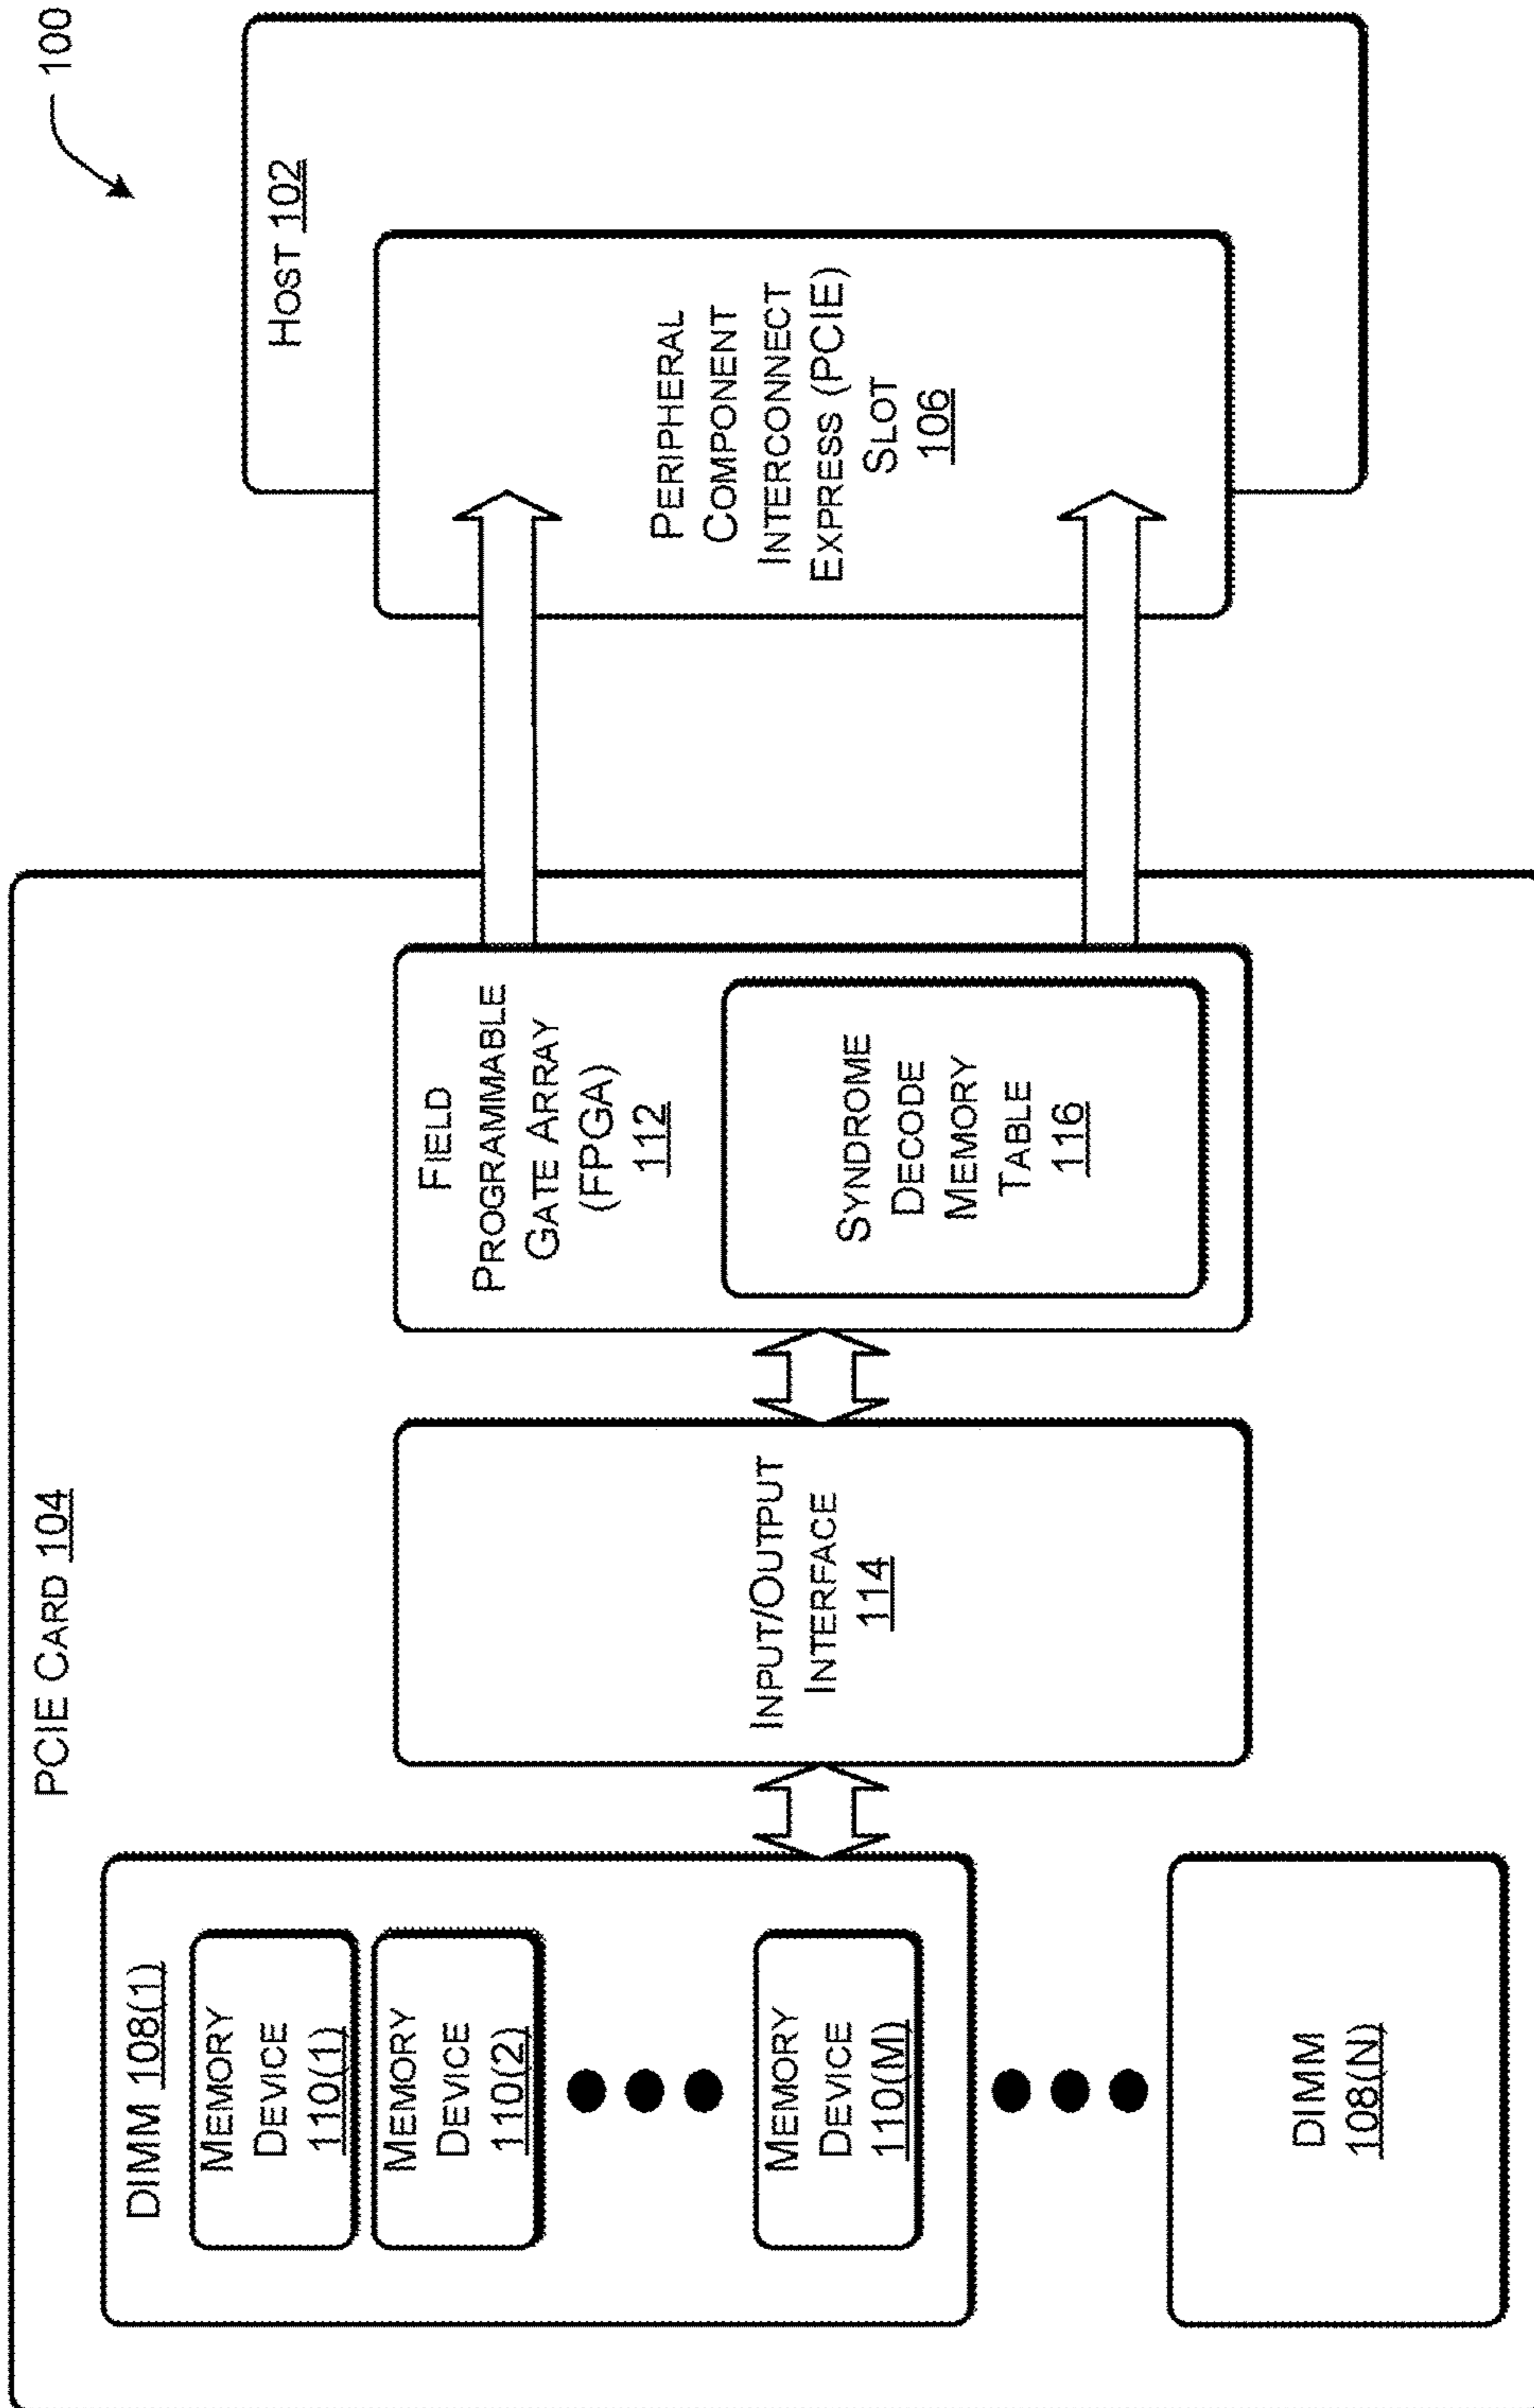 100
PCIE CARD 104
DIMM 108(1)
MEMORY
DEVICE
110(1)
MEMORY
DEVICE
110(2)
MEMORY
DEVICE
110(M)
DIMM
108(N)
INPUT/OUTPUT
INTERFACE
114
FIELD
PROGRAMMABLE
GATE ARRAY
(FPGA)
112
SYNDROME
DECODE
MEMORY
TABLE
116
HOST 102
PERIPHERAL
COMPONENT
INTERCONNECT
EXPRESS (PCIE)
SLOT
106